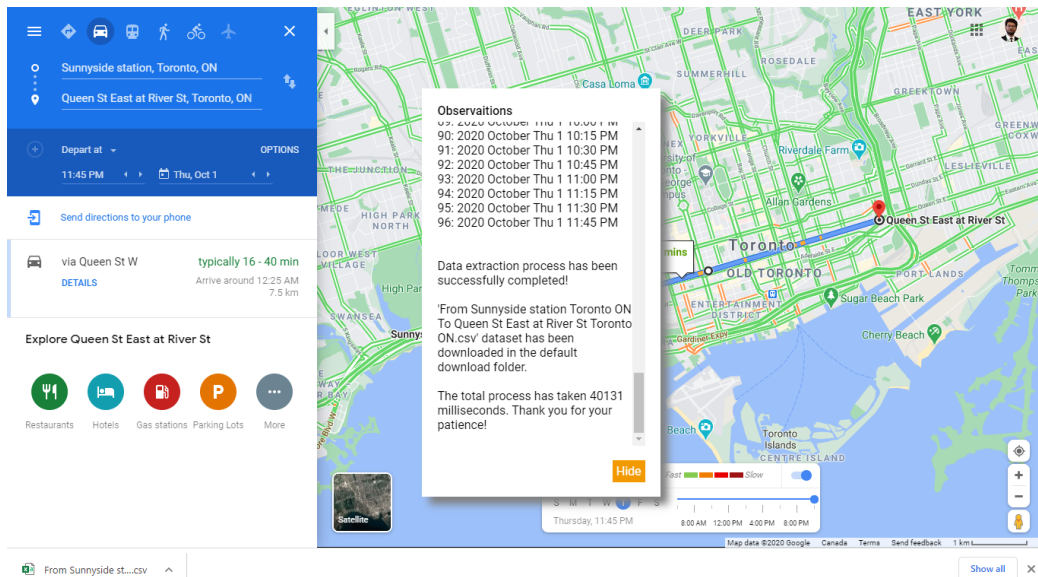 Sunnyside station, Toronto, ON
Queen St East at River St, Toronto, ON
Depart at
OPTIONS
11:45 PM
Thu, Oct 1
Send directions to your phone
via Queen St W
typically 16 - 40 min
DETAILS
Arrive around 12:25 AM
7.5 km
Explore Queen St East at River St
Restaurants
Hotels
Gas stations
Parking Lots
More
Observaitions
90: 2020 October Thu 1 10:15 PM
91: 2020 October Thu 1 10:30 PM
92: 2020 October Thu 1 10:45 PM
93: 2020 October Thu 1 11:00 PM
94: 2020 October Thu 1 11:15 PM
95: 2020 October Thu 1 11:30 PM
96: 2020 October Thu 1 11:45 PM
Data extraction process has been
successfully completed!
'From Sunnyside station Toronto ON
To Queen St East at River St Toronto
ON.csv' dataset has been
downloaded in the default
download folder.
The total process has taken 40131
milliseconds. Thank you for your
patience!
Hide
EAST YORK
DEER PARK
ROSEDALE
Casa Loma
SUMMERHILL
GREEKTOWN
YORKVILLE
Riverdale Farm
LESLIEVILLE
THE JUNCTION
Allan Gardens
HIGH PARK
NORTH
Queen St East at River St
mins
Toronto
OLD TORONTO
PORT LANDS
VILLAGE
High Par
Sugar Beach Park
ENTERTAINMENT
DISTRICT
SWANSEA
Sunnys
Gardiner Expy
Cherry Beach
Beach
Toronto
Islands
CENTRE ISLAND
Satellite
Fast
Slow
S M T W T F S
Thursday, 11:45 PM
8:00 AM 12:00 PM 4:00 PM 8:00 PM
Map data ©2020 Google Canada Terms Send feedback 1 km
From Sunnyside st....csv
Show all